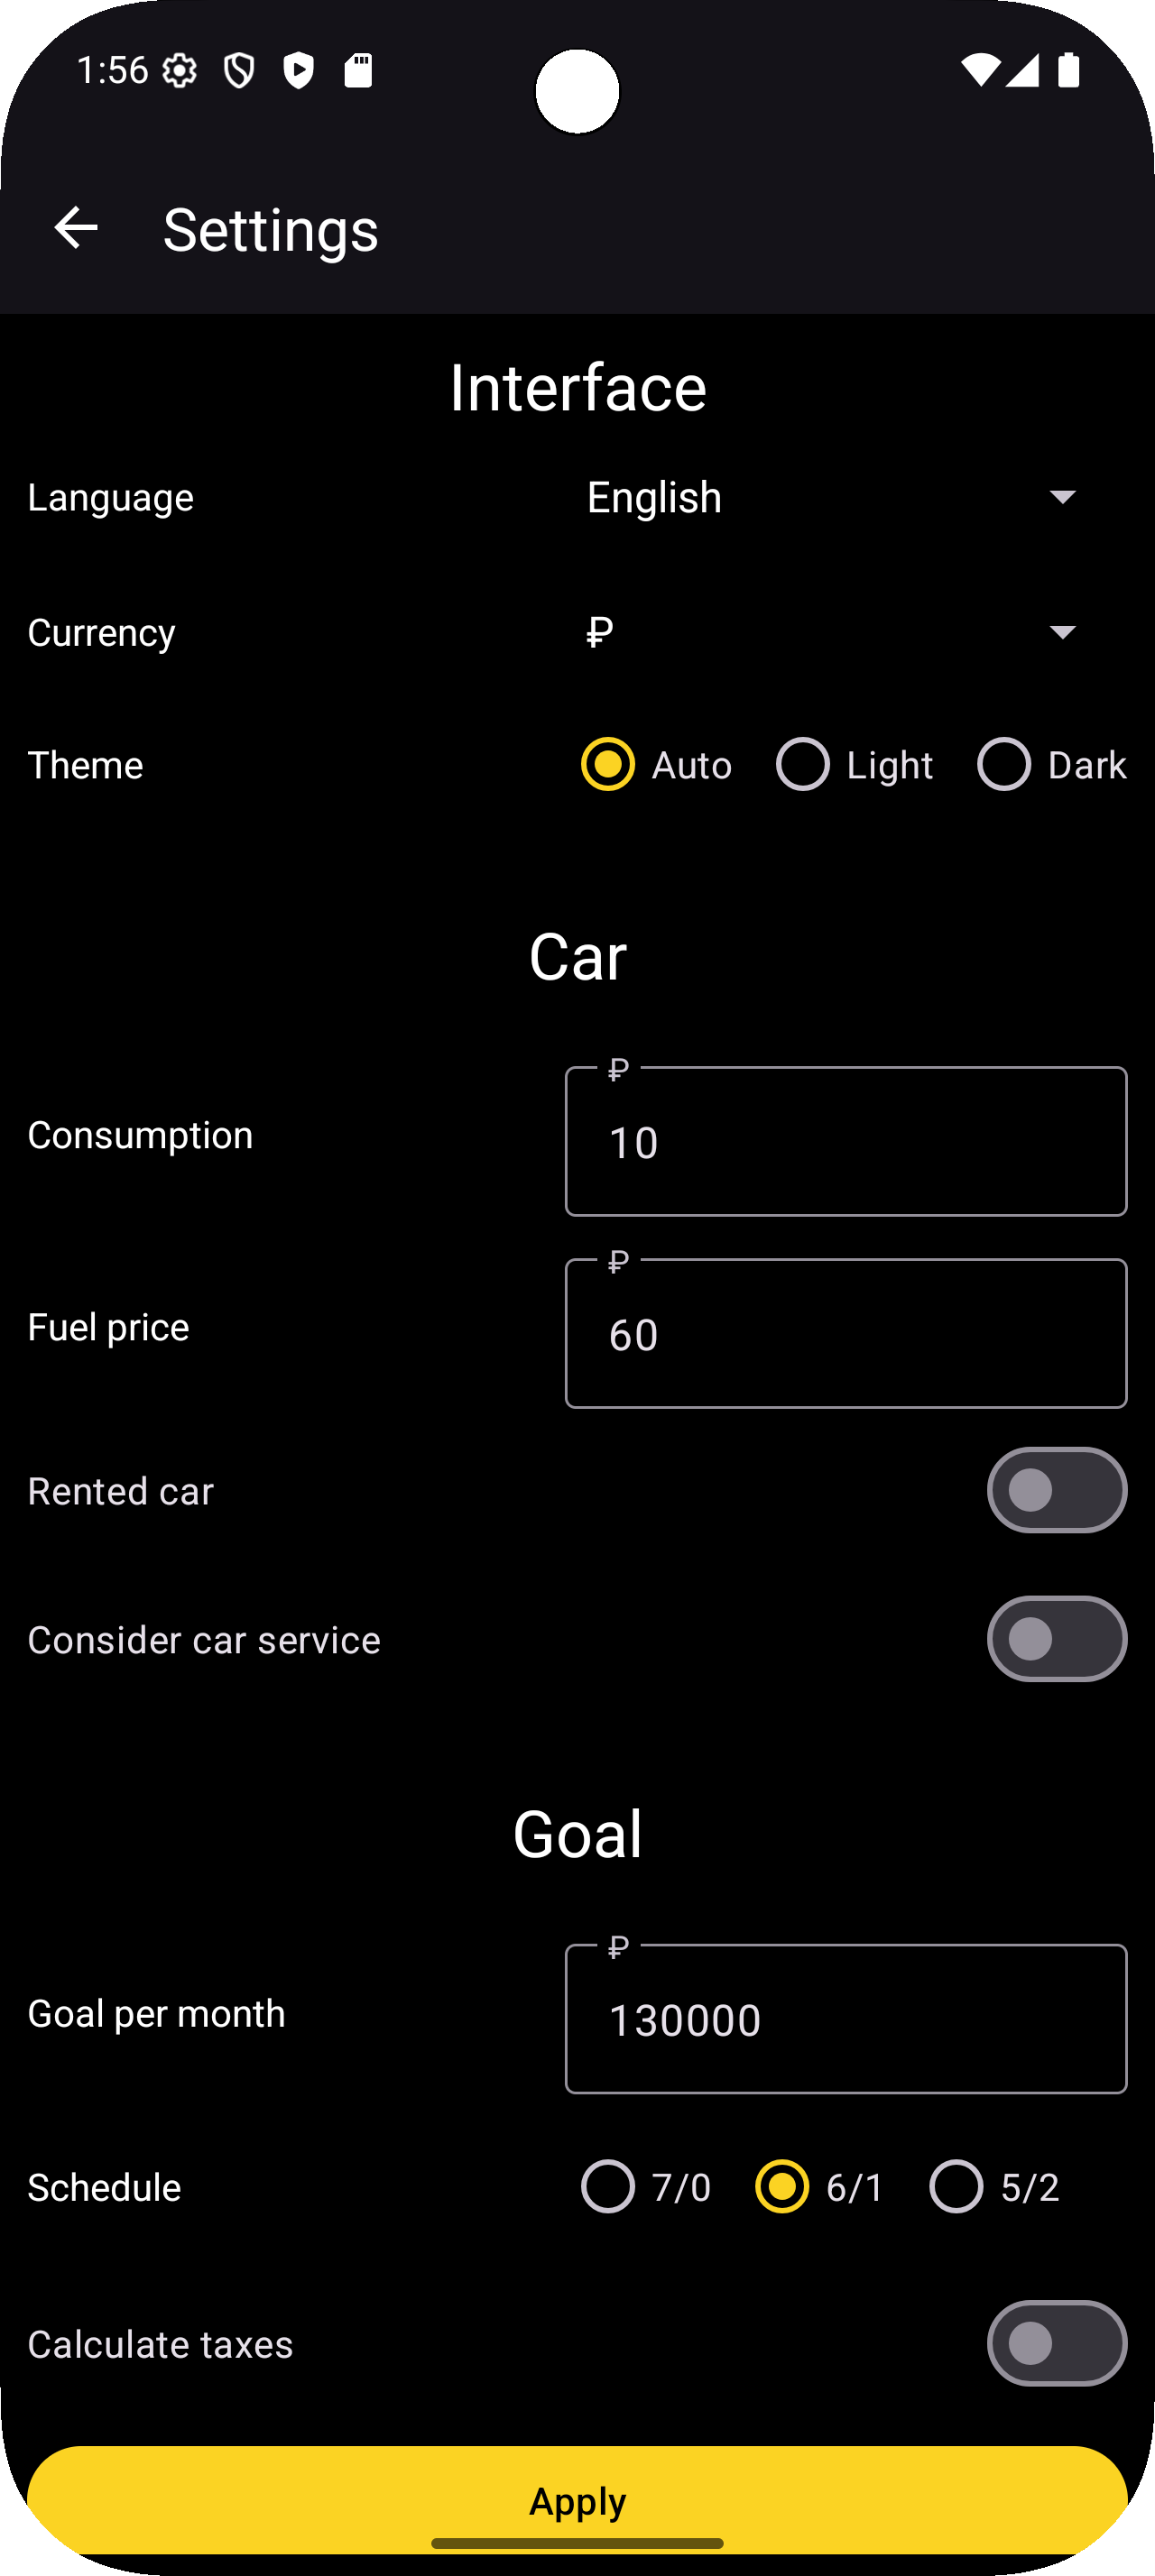 1:56
Settings
Interface
Language English
Currency ₽
Theme Auto Light Dark
Car
₽
Consumption 10
₽
Fuel price 60
Rented car
Consider car service
Goal
₽
Goal per month 130000
Schedule 7/0 6/1 5/2
Calculate taxes
Apply